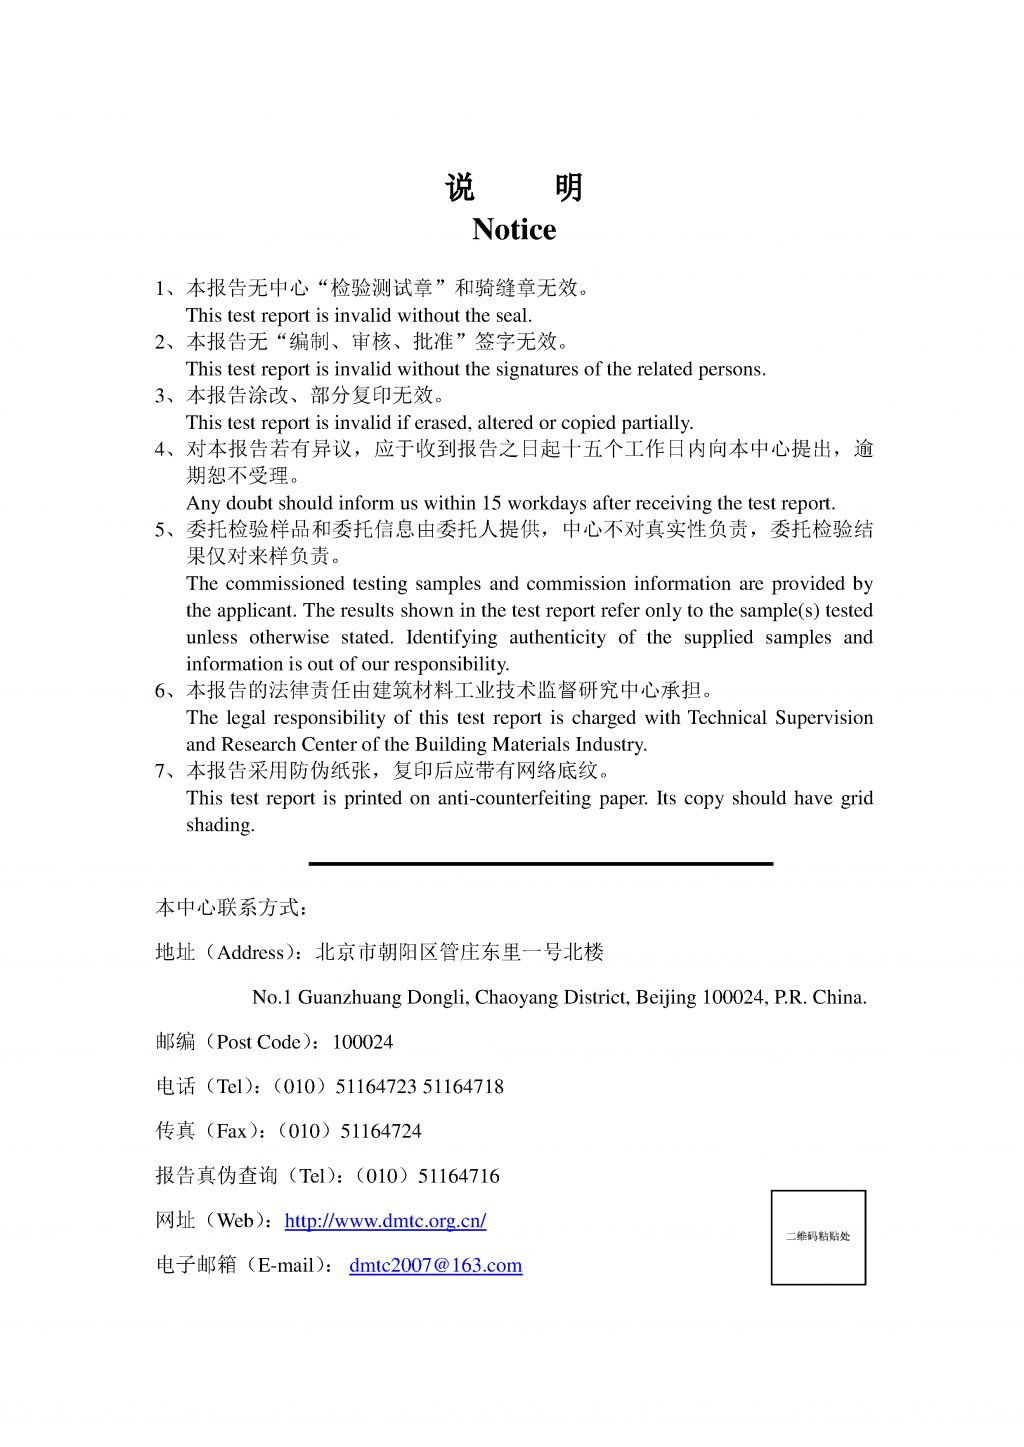 说 明
Notice
1、本报告无中心“检验测试章”和骑缝章无效。
This test report is invalid without the seal.
2、本报告无“编制、审核、批准”签字无效。
This test report is invalid without the signatures of the related persons.
3、本报告涂改、部分复印无效。
This test report is invalid if erased, altered or copied partially.
4、对本报告若有异议，应于收到报告之日起十五个工作日内向本中心提出，逾
期恕不受理。
Any doubt should inform us within 15 workdays after receiving the test report.
5、委托检验样品和委托信息由委托人提供，中心不对真实性负责，委托检验结
果仅对来样负责。
The commissioned testing samples and commission information are provided by
the applicant. The results shown in the test report refer only to the sample(s) tested
unless otherwise stated. Identifying authenticity of the supplied samples and
information is out of our responsibility.
6、本报告的法律责任由建筑材料工业技术监督研究中心承担。
The legal responsibility of this test report is charged with Technical Supervision
and Research Center of the Building Materials Industry.
7、本报告采用防伪纸张，复印后应带有网络底纹。
This test report is printed on anti-counterfeiting paper. Its copy should have grid
shading.
本中心联系方式：
地址（Address）：北京市朝阳区管庄东里一号北楼
No.1 Guanzhuang Dongli, Chaoyang District, Beijing 100024, P.R. China.
邮编（Post Code）：100024
电话（Tel）：（010）51164723 51164718
传真（Fax）：（010）51164724
报告真伪查询（Tel）：（010）51164716
网址（Web）：http://www.dmtc.org.cn/
二维码粘贴处
电子邮箱（E-mail）： dmtc2007@163.com